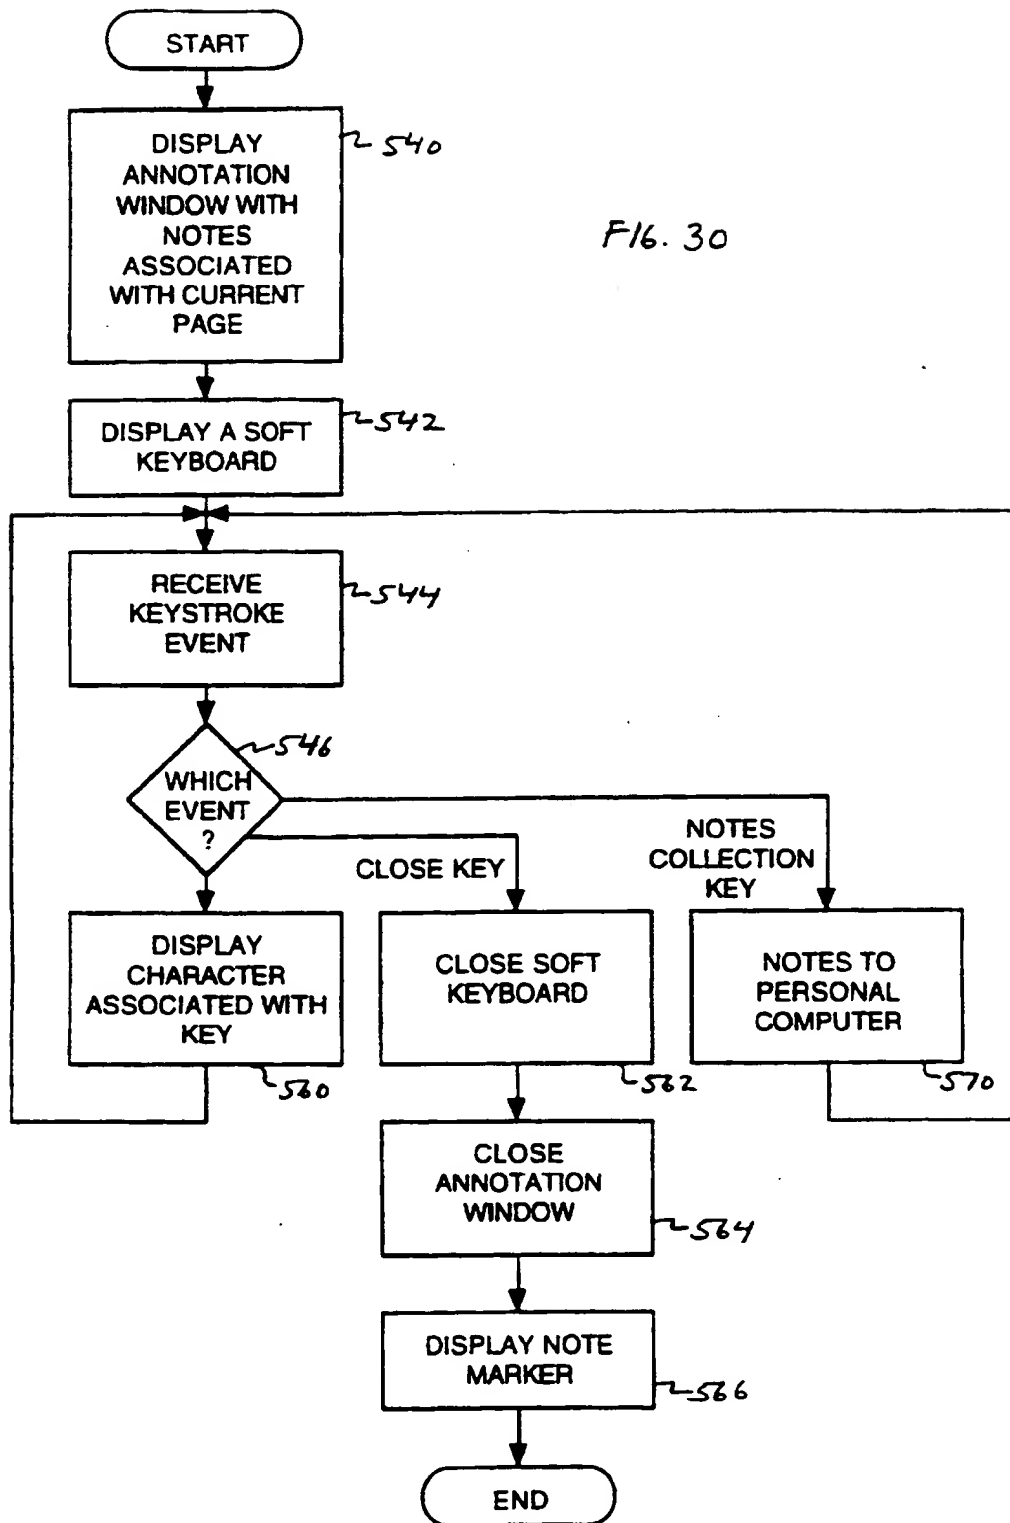 START
DISPLAY
ANNOTATION
WINDOW WITH
NOTES
ASSOCIATED
WITH CURRENT
PAGE
540
FIG. 30
DISPLAY A SOFT
KEYBOARD
542
RECEIVE
KEYSTROKE
EVENT
544
WHICH
EVENT
?
546
CLOSE KEY
NOTES
COLLECTION
KEY
DISPLAY
CHARACTER
ASSOCIATED WITH
KEY
560
CLOSE SOFT
KEYBOARD
562
NOTES TO
PERSONAL
COMPUTER
570
CLOSE
ANNOTATION
WINDOW
564
DISPLAY NOTE
MARKER
566
END